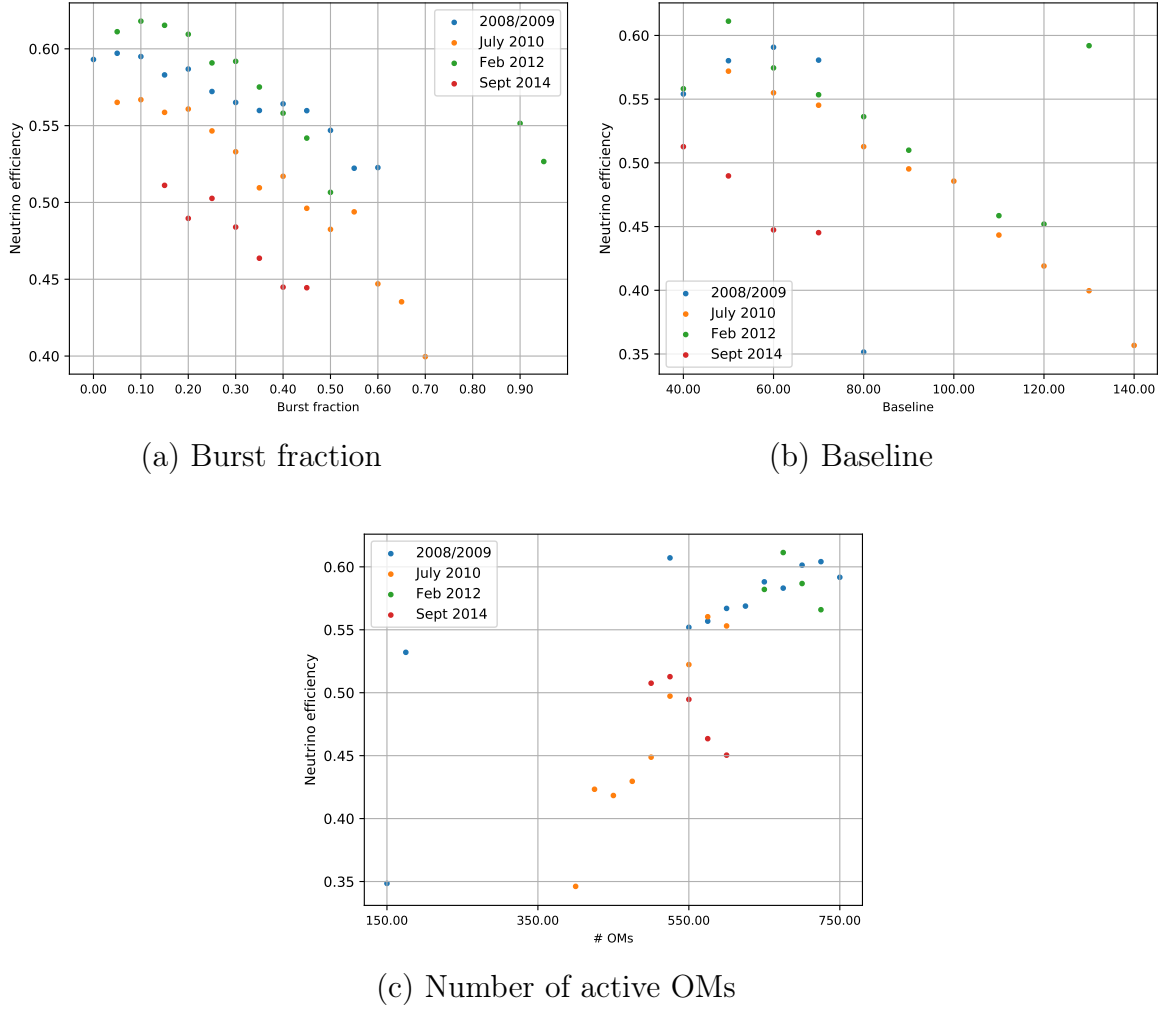 0.60
0.55
0.50
0.45
0.40
Neutrino efficiency
2008/2009
July 2010
Feb 2012
Sept 2014
0.00 0.10 0.20 0.30 0.40 0.50 0.60 0.70 0.90
Burst fraction
(a) Burst fraction
0.60
0.55
0.50
0.45
0.40
0.35
Neutrino efficiency
2008/2009
July 2010
Feb 2012
Sept 2014
40.00 60.00 80.00 100.00 120.00 140.00
Baseline
(b) Baseline
0.60
0.55
0.50
0.45
0.40
0.35
Neutrino efficiency
2008/2009
July 2010
Feb 2012
Sept 2014
150.00 350.00 550.00 750.00
# OMs
(c) Number of active OMs